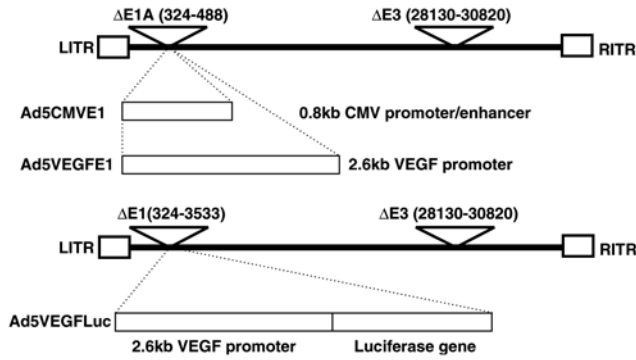 ΔE1A (324-488)
ΔE3 (28130-30820)
LITR
RITR
Ad5CMVE1
0.8kb CMV promoter/enhancer
Ad5VEGFE1
2.6kb VEGF promoter
ΔE1(324-3533)
ΔE3 (28130-30820)
LITR
RITR
Ad5VEGFLuc
2.6kb VEGF promoter
Luciferase gene